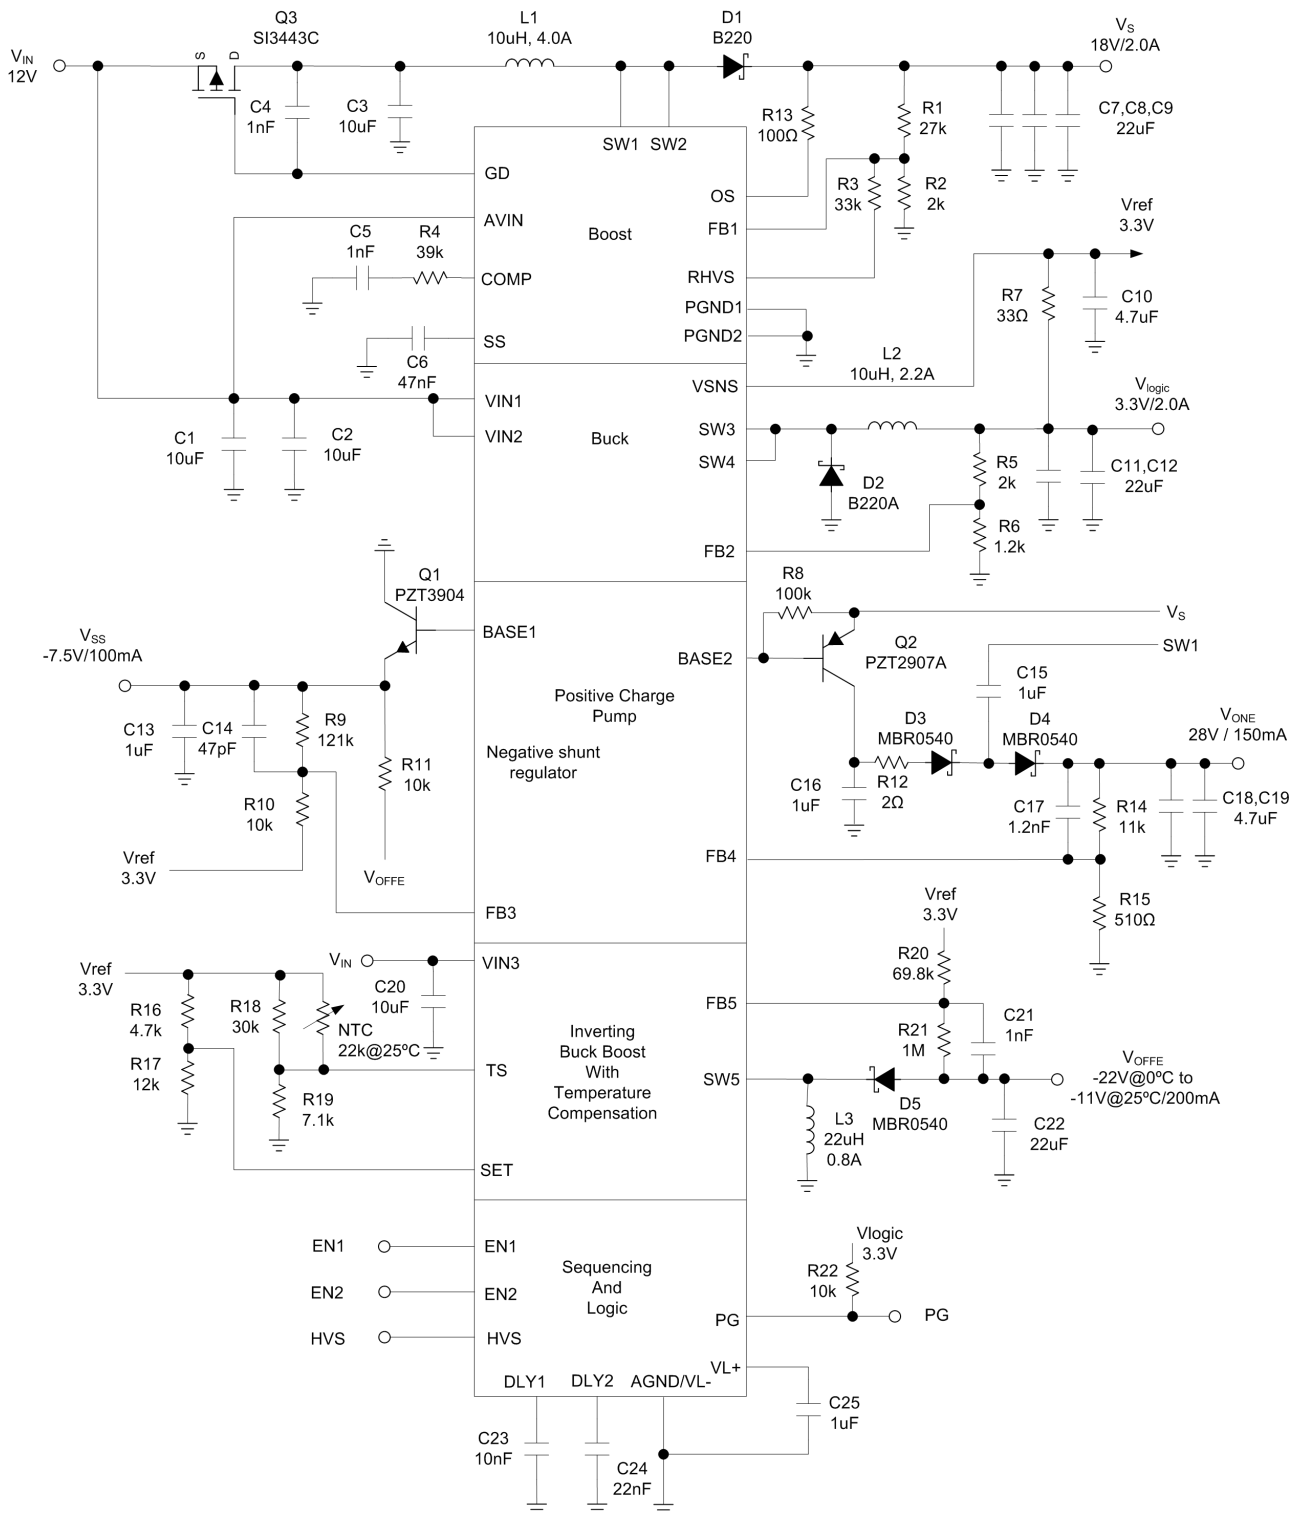 Q3
SI3443C
L1
10uH, 4.0A
D1
B220
VS
18V/2.0A
VIN
12V
S
D
C4
1nF
C3
10uF
R13
100Ω
R1
27k
C7,C8,C9
22uF
SW1 SW2
GD
OS
R3
33k
R2
2k
Vref
3.3V
AVIN
FB1
Boost
C5
1nF
R4
39k
COMP
RHVS
R7
33Ω
C10
4.7uF
PGND1
PGND2
SS
C6
47nF
L2
10uH, 2.2A
VSNS
Vlogic
3.3V/2.0A
VIN1
VIN2
Buck
SW3
SW4
C1
10uF
C2
10uF
D2
B220A
R5
2k
C11,C12
22uF
R6
1.2k
FB2
Q1
PZT3904
R8
100k
VS
BASE1
BASE2
Q2
PZT2907A
SW1
VSS
-7.5V/100mA
C15
1uF
Positive Charge
Pump
Negative shunt
regulator
C13
1uF
C14
47pF
R9
121k
R11
10k
D3
MBR0540
D4
MBR0540
VONE
28V / 150mA
C16
1uF
R12
2Ω
R10
10k
C17
1.2nF
R14
11k
C18,C19
4.7uF
Vref
3.3V
VOFFE
FB4
FB3
R15
510Ω
Vref
3.3V
VIN
VIN3
Vref
3.3V
C20
10uF
R20
69.8k
R16
4.7k
R18
30k
NTC
22k@25ºC
FB5
C21
1nF
R21
1M
Inverting
Buck Boost
With
Temperature
Compensation
R17
12k
TS
SW5
VOFFE
-22V@0ºC to
-11V@25ºC/200mA
R19
7.1k
D5
MBR0540
L3
22uH
0.8A
C22
22uF
SET
Vlogic
3.3V
EN1
EN1
Sequencing
And
Logic
R22
10k
EN2
EN2
PG
PG
HVS
HVS
VL+
DLY1
DLY2
AGND/VL-
C25
1uF
C23
10nF
C24
22nF